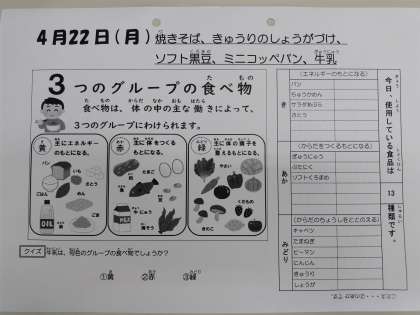 4月22日(月)焼きそば、きゅうりのしょうがづけ、
ソフト黒豆、ミニコッペパン、牛乳
3つのグループの食べ物
食べ物は、体の中の主な働きによって、
3つのグループにわけられます。
黄 主にエネルギー
のもとになる。
赤 主に体をつくる
もとになる。
緑 主に体の調子を
整えるもとになる。
クイズ 牛乳は、何色のグループの食べ物でしょうか?
①黄 ②赤 ③緑
今日、使用している食品は 13 種類です。
き
(エネルギーのもとになる)
パン
ちゅうかめん
サラダあぶら
さとう
あか
(からだをつくるもとになる)
ぎゅうにゅう
ぶたにく
ソフトくろまめ
みどり
(からだのちょうしをととのえる)
キャベツ
たまねぎ
ピーマン
にんじん
きゅうり
しょうが